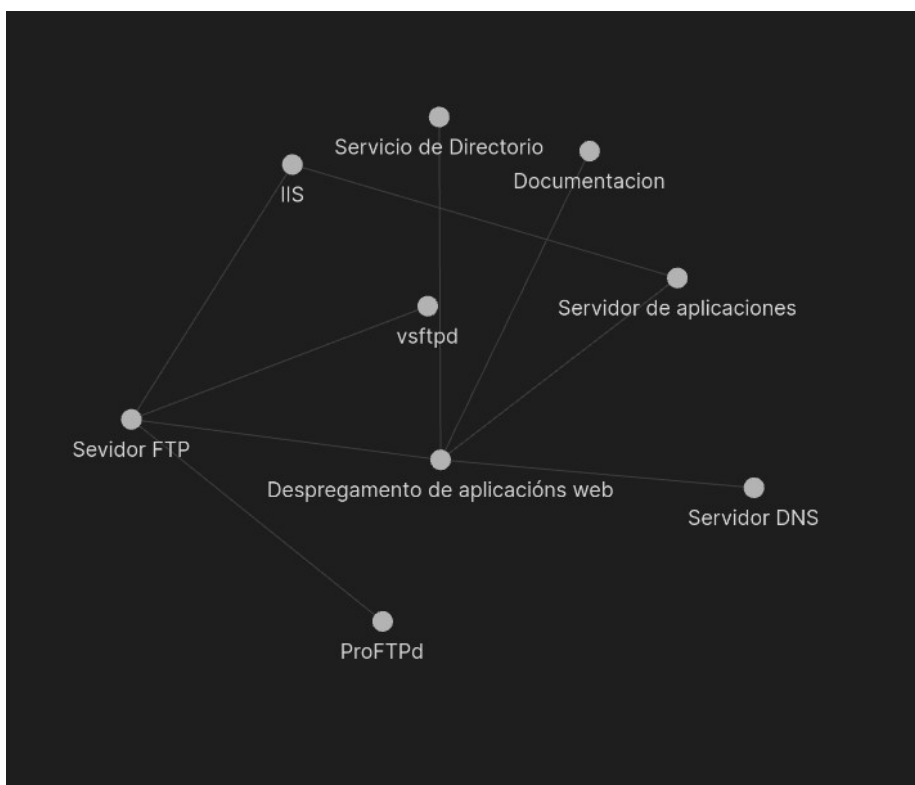 Servicio de Directorio
Documentacion
IIS
Servidor de aplicaciones
vsftpd
Sevidor FTP
Despregamento de aplicacións web
Servidor DNS
ProFTPd